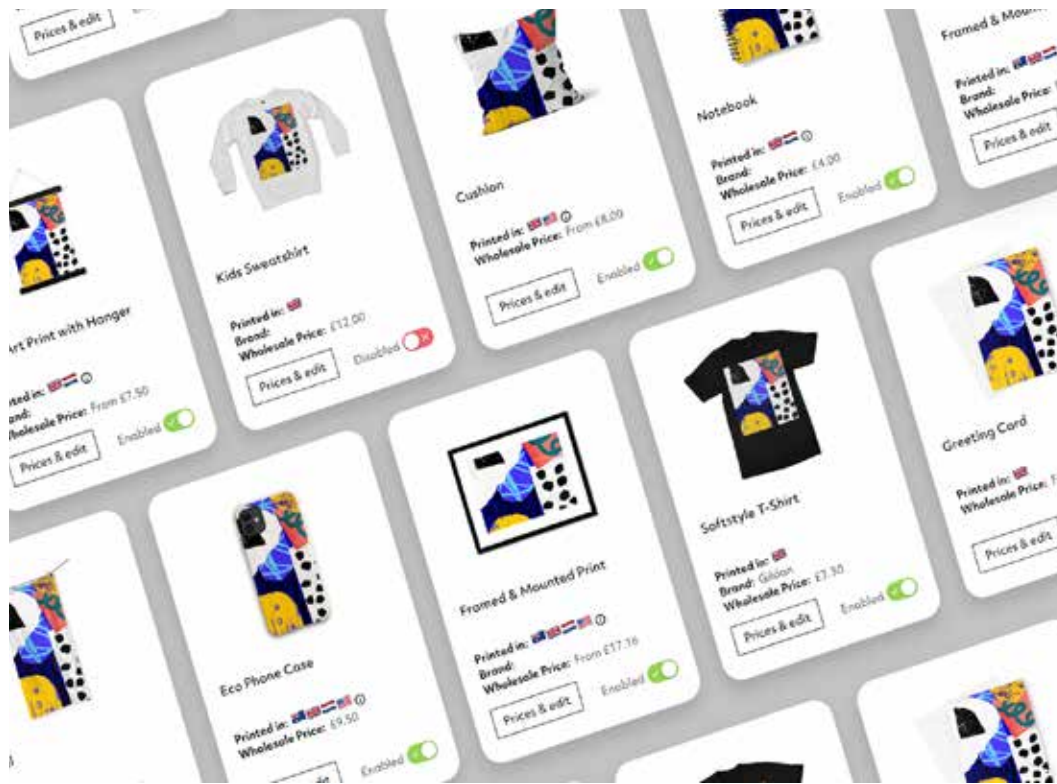 Prices & edit
Kids Sweatshirt
Printed in:
Brand:
Wholesale Price: £12.00
Prices & edit
Disabled
Cushion
Printed in:
Wholesale Price: From £8.00
Prices & edit
Enabled
Notebook
Printed in:
Brand:
Wholesale Price: £4.00
Prices & edit
Enabled
Framed &
Printed in:
Brand:
Wholesale Price:
Prices & edit
Art Print with Hanger
Wholesale Price: From £7.50
Prices & edit
Enabled
Eco Phone Case
Printed in:
Wholesale Price: £9.50
Enabled
Framed & Mounted Print
Printed in:
Brand:
Wholesale Price: From £17.16
Prices & edit
Enabled
Softstyle T-Shirt
Printed in:
Brand: Gildan
Wholesale Price: £7.30
Prices & edit
Enabled
Greeting Card
Printed in:
Wholesale Price:
Prices & edit